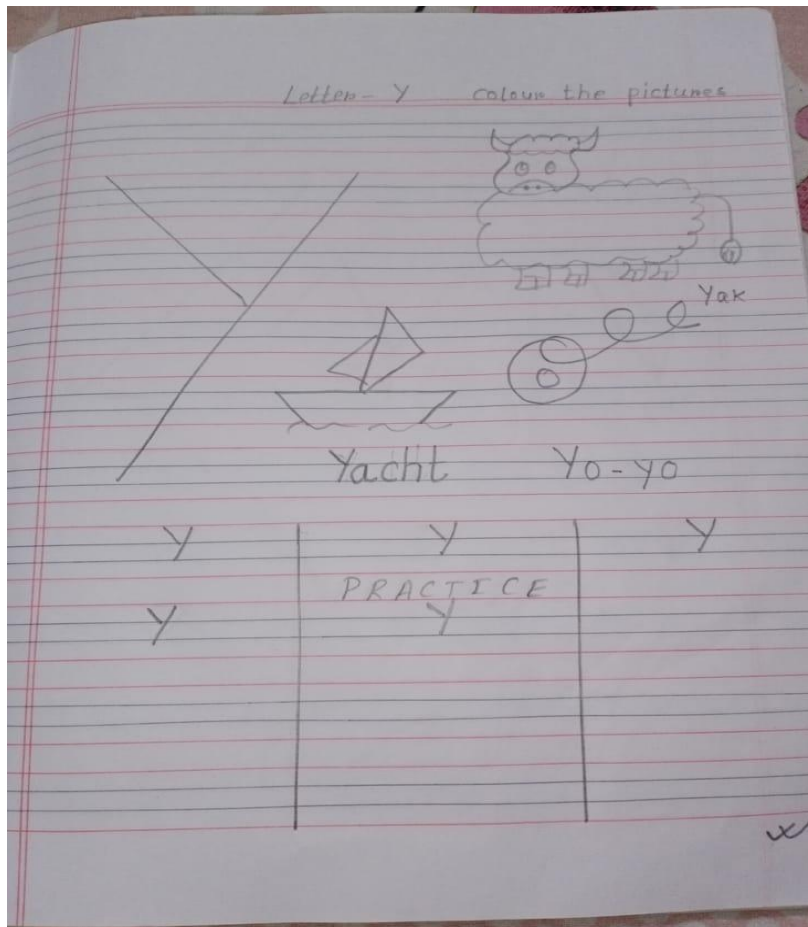 Letter - Y colour the pictures
Y
Yak
Yacht Yo-yo
Y Y Y
PRACTICE
Y Y